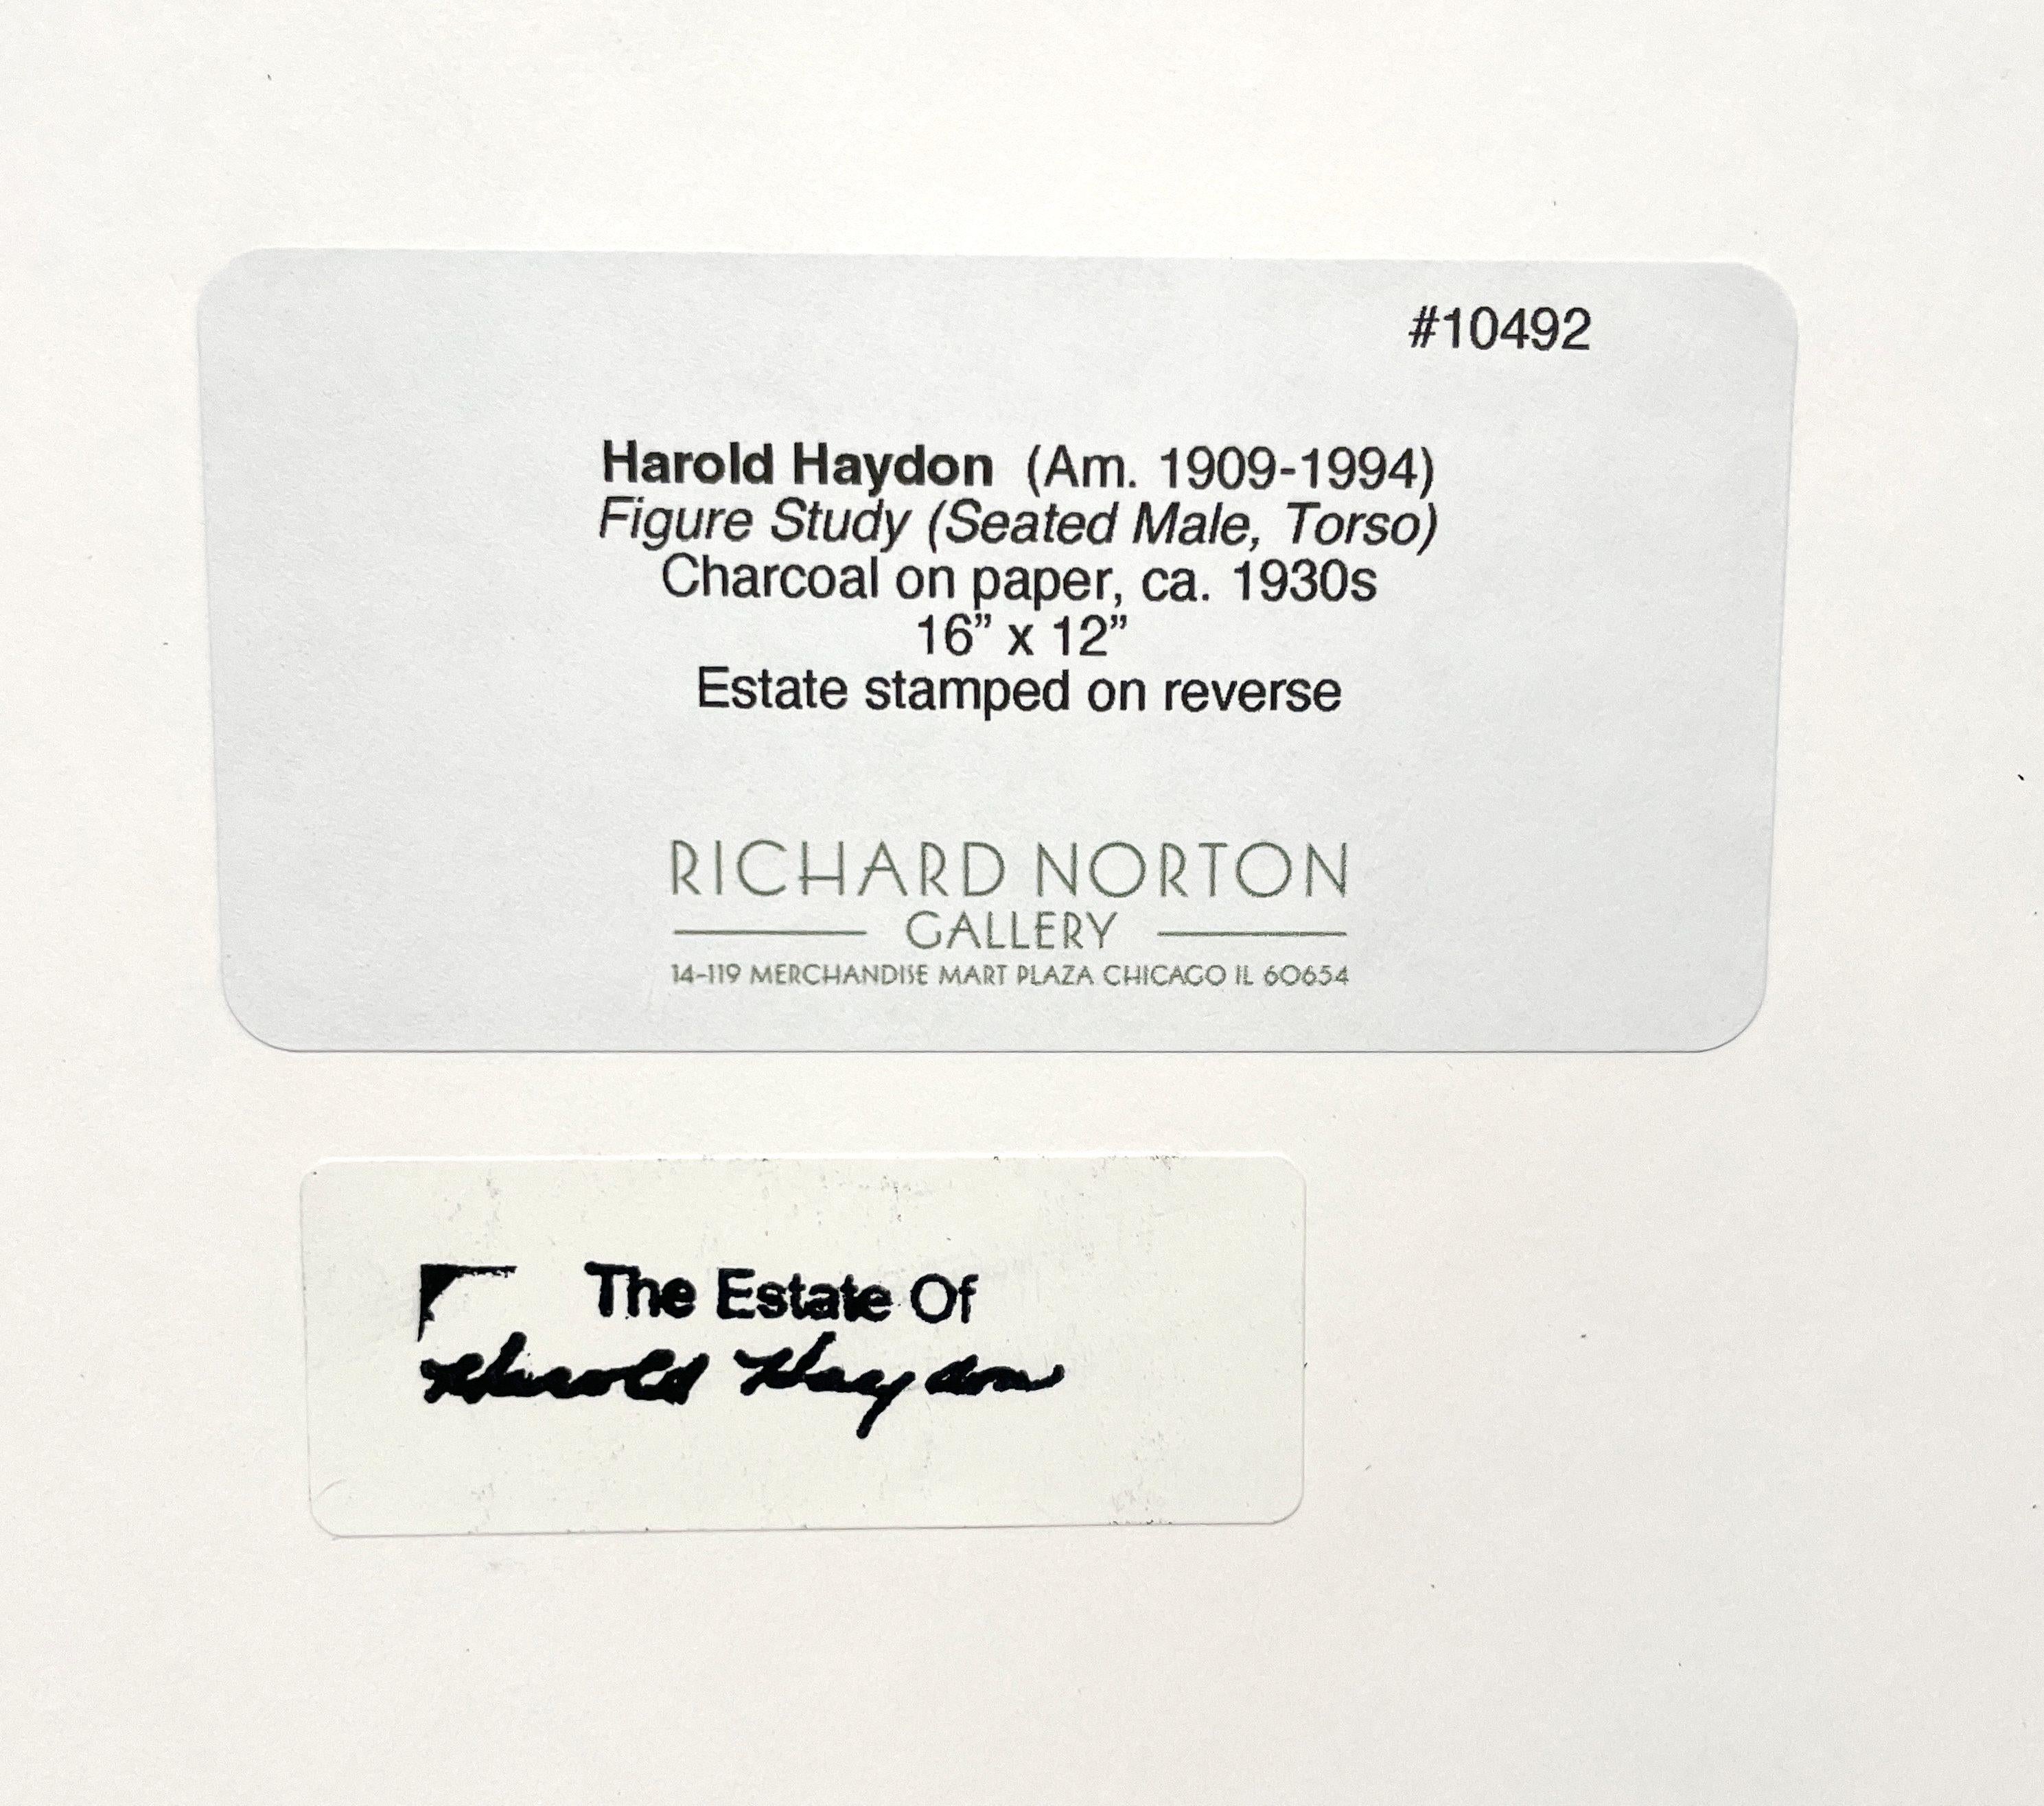 #10492
Harold Haydon (Am. 1909-1994)
Figure Study (Seated Male, Torso)
Charcoal on paper, ca. 1930s
16” x 12”
Estate stamped on reverse
RICHARD NORTON
GALLERY
14-119 MERCHANDISE MART PLAZA CHICAGO IL 60654
The Estate Of
Harold Haydon